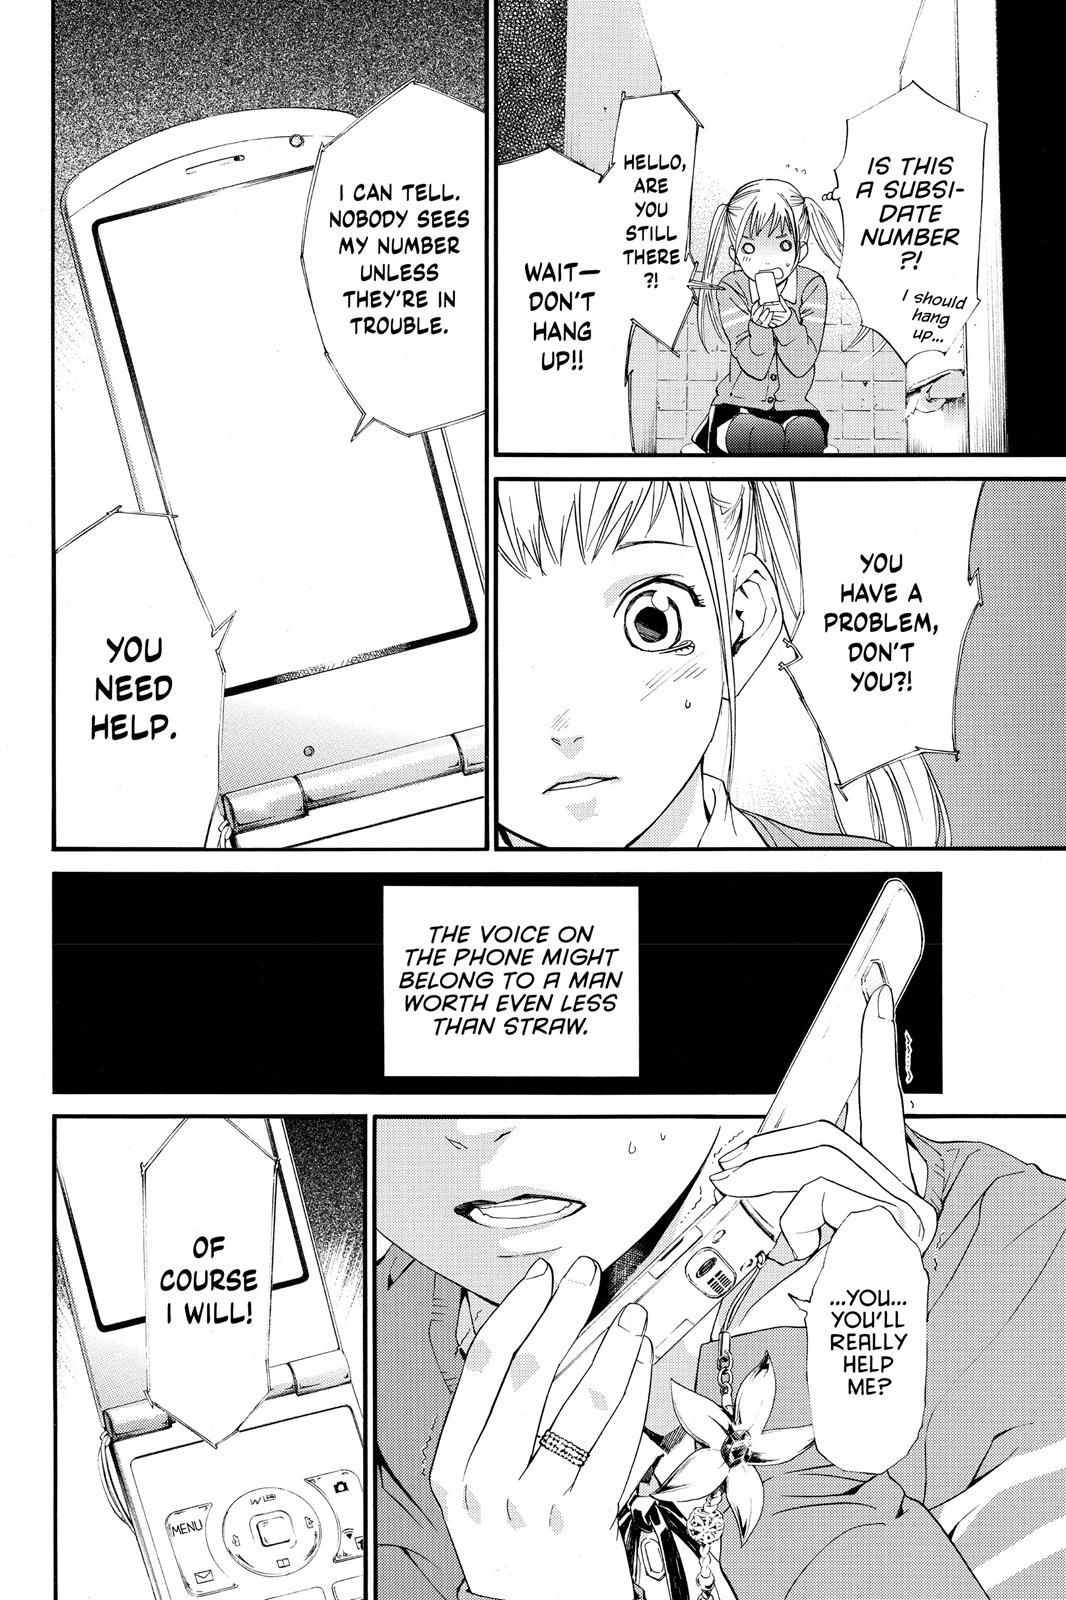 IS THIS
A SUBSI-
DATE
NUMBER
?!
I should
hang
up...
HELLO,
ARE
YOU
STILL
THERE
?!
WAIT—
DON'T
HANG
UP!!
YOU
HAVE A
PROBLEM,
DON'T
YOU?!
I CAN TELL.
NOBODY SEES
MY NUMBER
UNLESS
THEY'RE IN
TROUBLE.
YOU
NEED
HELP.
THE VOICE ON
THE PHONE MIGHT
BELONG TO A MAN
WORTH EVEN LESS
THAN STRAW.
...YOU...
YOU'LL
REALLY
HELP
ME?
OF
COURSE
I WILL!
MENU